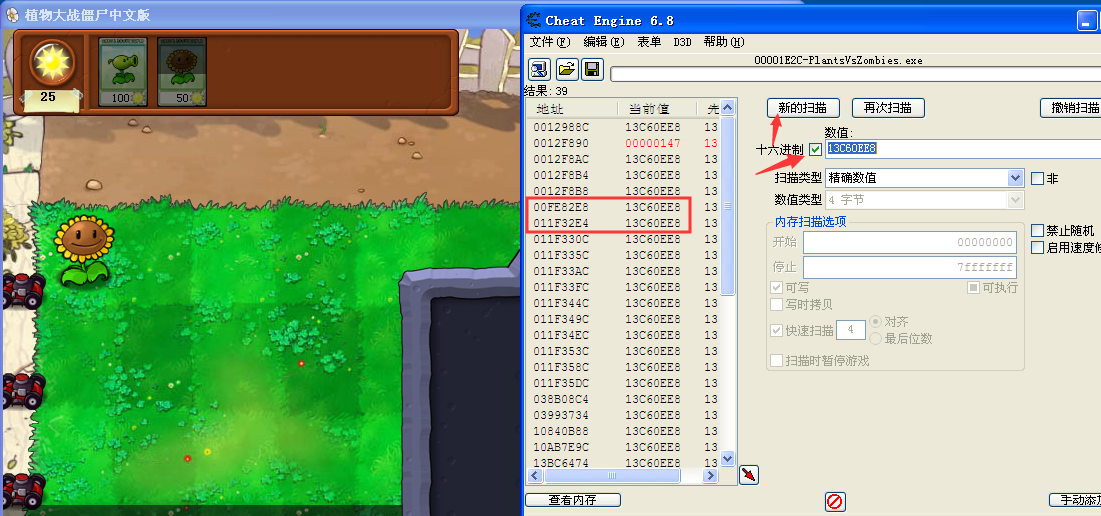 植物大战僵尸中文版
25
100
50
Cheat Engine 6.8
文件(F) 编辑(E) 表单 D3D 帮助(H)
00001E2C-PlantsVsZombies.exe
结果: 39
地址 当前值 先
0012988C 13C60EE8 13
0012F890 00000147 13
0012F8AC 13C60EE8 13
0012F8B4 13C60EE8 13
0012F8B8 13C60EE8 13
00FE82E8 13C60EE8 13
011F32E4 13C60EE8 13
011F330C 13C60EE8 13
011F335C 13C60EE8 13
011F33AC 13C60EE8 13
011F33FC 13C60EE8 13
011F344C 13C60EE8 13
011F349C 13C60EE8 13
011F34EC 13C60EE8 13
011F353C 13C60EE8 13
011F358C 13C60EE8 13
011F35DC 13C60EE8 13
038B08C4 13C60EE8 13
03993734 13C60EE8 13
10840B88 13C60EE8 13
10AB7E9C 13C60EE8 13
13BC6474 13C60EE8 13
查看内存
新的扫描 再次扫描 撤销扫描
数值:
十六进制 13C60EE8
扫描类型 精确数值 非
数值类型 4 字节
内存扫描选项
开始 00000000
停止 7fffffff
可写 可执行
写时拷贝
快速扫描 4 对齐
最后位数
扫描时暂停游戏
禁止随机
启用速度修
手动添加